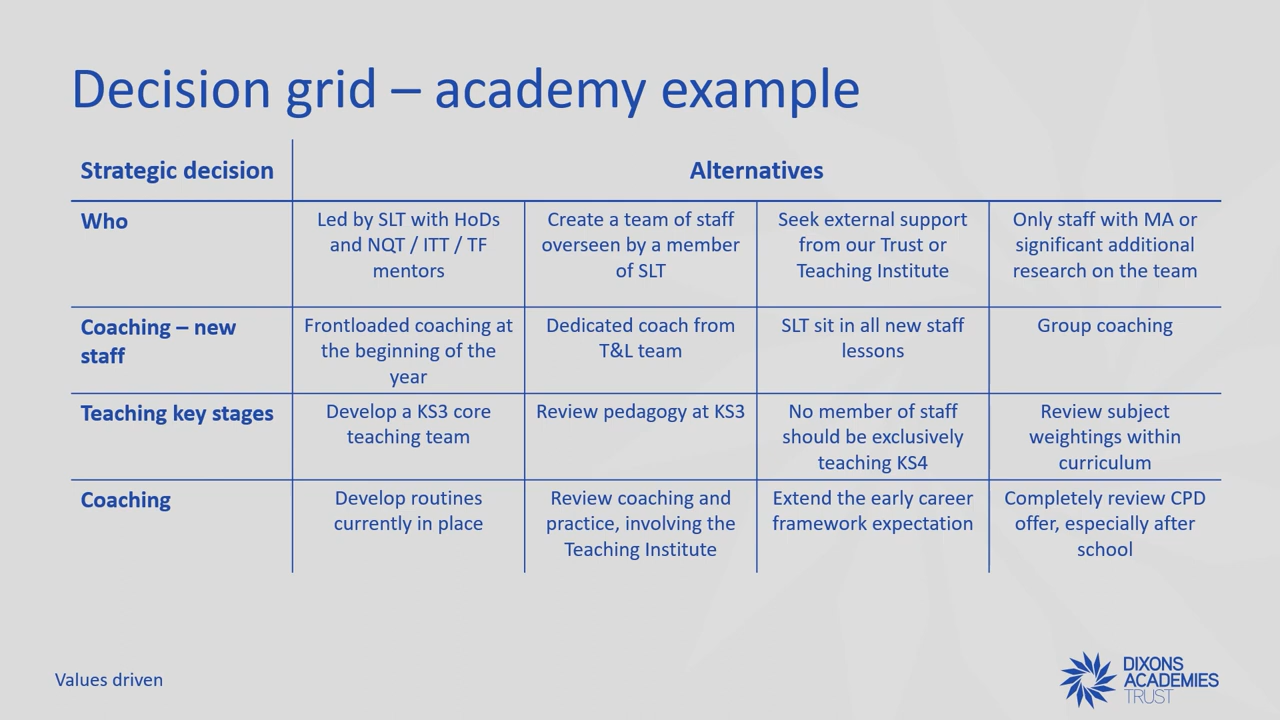 Decision grid – academy example
Strategic decision
Alternatives
Who
Led by SLT with HoDs
and NQT / ITT / TF
mentors
Create a team of staff
overseen by a member
of SLT
Seek external support
from our Trust or
Teaching Institute
Only staff with MA or
significant additional
research on the team
Coaching – new
staff
Frontloaded coaching at
the beginning of the
year
Dedicated coach from
T&L team
SLT sit in all new staff
lessons
Group coaching
Teaching key stages
Develop a KS3 core
teaching team
Review pedagogy at KS3
No member of staff
should be exclusively
teaching KS4
Review subject
weightings within
curriculum
Coaching
Develop routines
currently in place
Review coaching and
practice, involving the
Teaching Institute
Extend the early career
framework expectation
Completely review CPD
offer, especially after
school
Values driven
DIXONS
ACADEMIES
TRUST